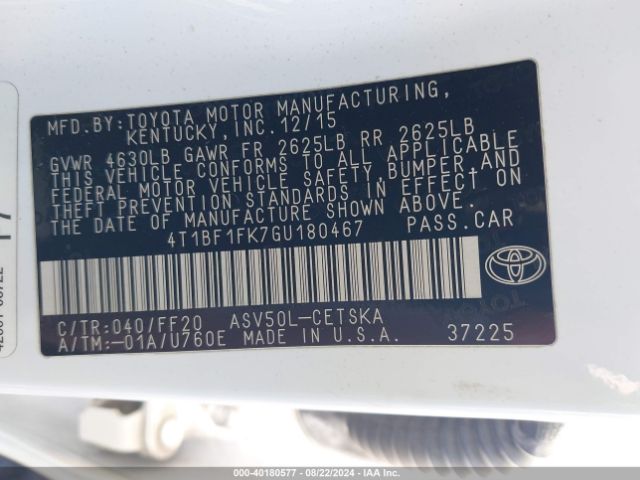 MFD.BY:TOYOTA MOTOR MANUFACTURING,
KENTUCKY, INC. 12/15
GVWR 4630LB GAWR FR 2625LB RR 2625LB
THIS VEHICLE CONFORMS TO ALL APPLICABLE
FEDERAL MOTOR VEHICLE SAFETY, BUMPER, AND
THEFT PREVENTION STANDARDS IN EFFECT ON
THE DATE OF MANUFACTURE SHOWN ABOVE.
4T1BF1FK7GU180467 PASS.CAR
C/TR:040/FF20 ASV50L-CETSKA
A/TM:-01A/U760E MADE IN U.S.A. 37225
000-40180577 - 08/22/2024 - IAA Inc.